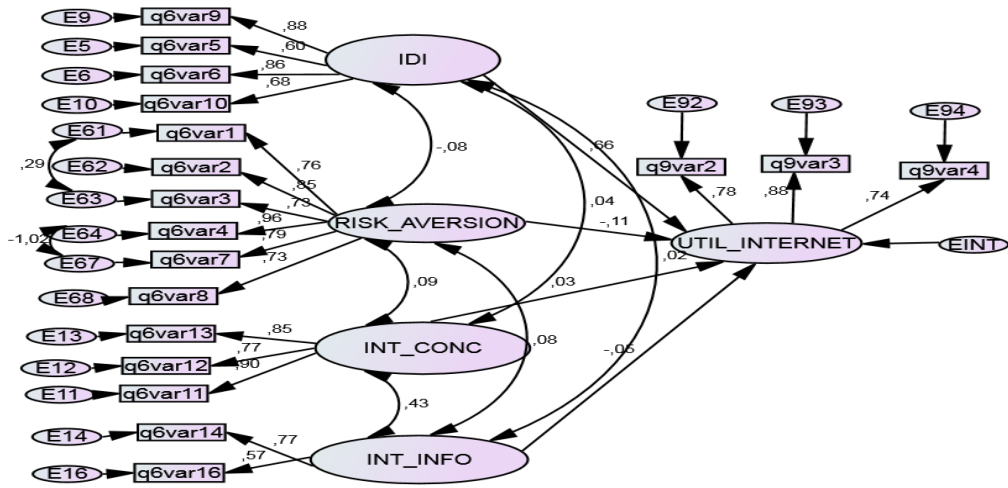 E9 q6var9 ,88
E5 q6var5 ,60
E6 q6var6 ,86
E10 q6var10 ,68
IDI
E61 q6var1 ,76
E62 q6var2 ,85
,29
E63 q6var3 ,73
E64 q6var4 ,96
-1,02
E67 q6var7 ,79
E68 q6var8 ,73
RISK_AVERSION
E13 q6var13 ,85
E12 q6var12 ,77
E11 q6var11 ,90
INT_CONC
E14 q6var14 ,77
E16 q6var16 ,57
INT_INFO
-,08
,09
,43
,04
,03
,08
,66
-,11
,02
-,05
E92 E93 E94
q9var2 q9var3 q9var4
,78 ,88 ,74
UTIL_INTERNET
EINT